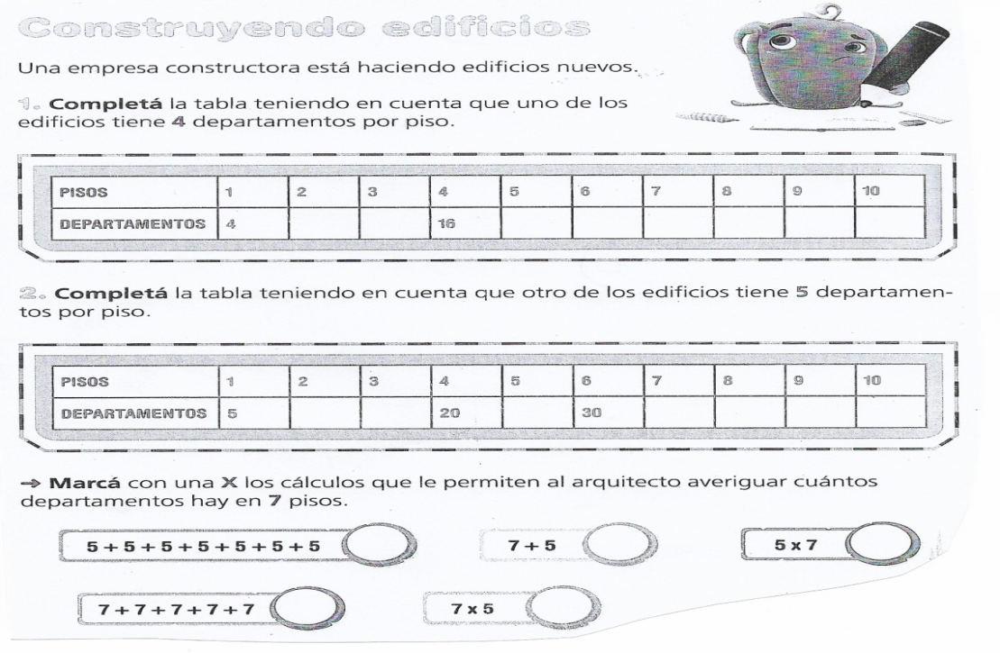 Construyendo edificios
Una empresa constructora está haciendo edificios nuevos.
1. Completá la tabla teniendo en cuenta que uno de los
edificios tiene 4 departamentos por piso.
PISOS 1 2 3 4 5 6 7 8 9 10
DEPARTAMENTOS 4 16
2. Completá la tabla teniendo en cuenta que otro de los edificios tiene 5 departamen-
tos por piso.
PISOS 1 2 3 4 5 6 7 8 9 10
DEPARTAMENTOS 5 20 30
→ Marcá con una X los cálculos que le permiten al arquitecto averiguar cuántos
departamentos hay en 7 pisos.
5 + 5 + 5 + 5 + 5 + 5 + 5 7 + 5 5 x 7
7 + 7 + 7 + 7 + 7 7 x 5